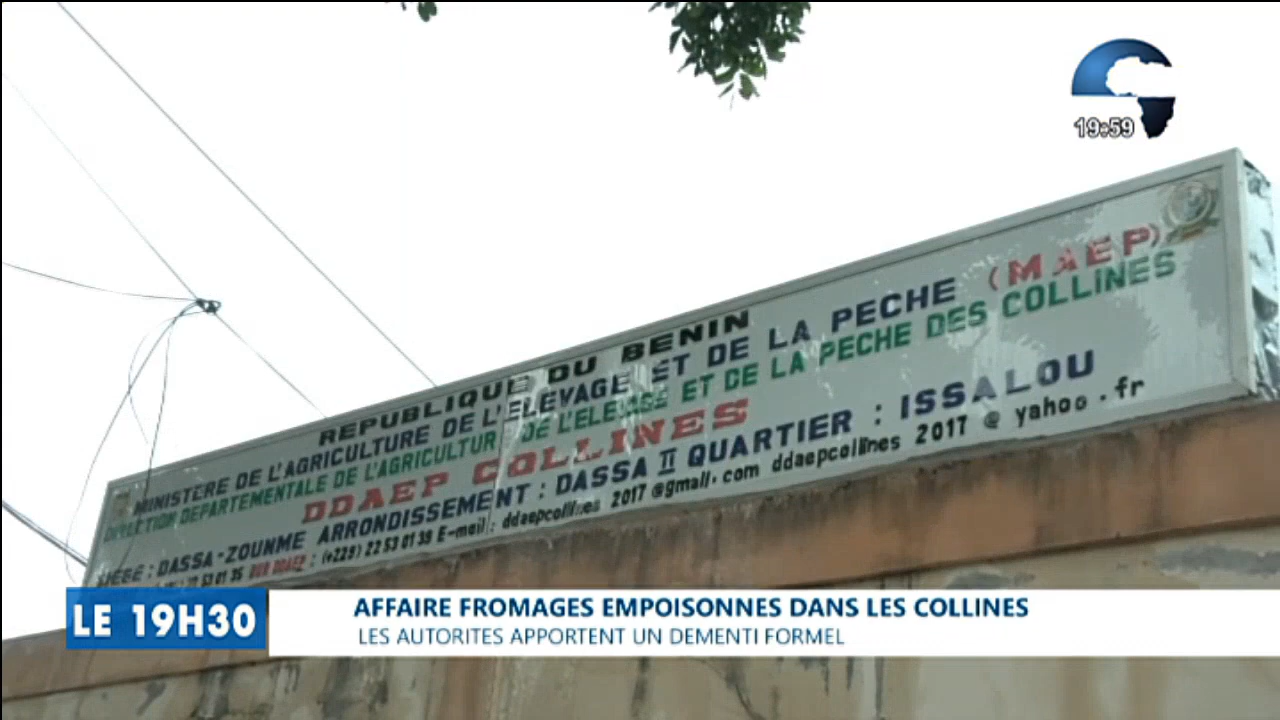 19:59
REPUBLIQUE DU BENIN
MINISTERE DE L'AGRICULTURE DE L'ELEVAGE ET DE LA PECHE (MAEP)
DIRECTION DEPARTEMENTALE DE L'AGRICULTUR DE L'ELEVAGE ET DE LA PECHE DES COLLINES
DDAEP COLLINES
SIEGE : DASSA-ZOUNME ARRONDISSEMENT : DASSA II QUARTIER : ISSALOU
: (+229) 22 53 01 39 E-mail : ddaepcollines 2017 @gmail.com ddaepcollines 2017 @ yahoo.fr
LE 19H30
AFFAIRE FROMAGES EMPOISONNES DANS LES COLLINES
LES AUTORITES APPORTENT UN DEMENTI FORMEL